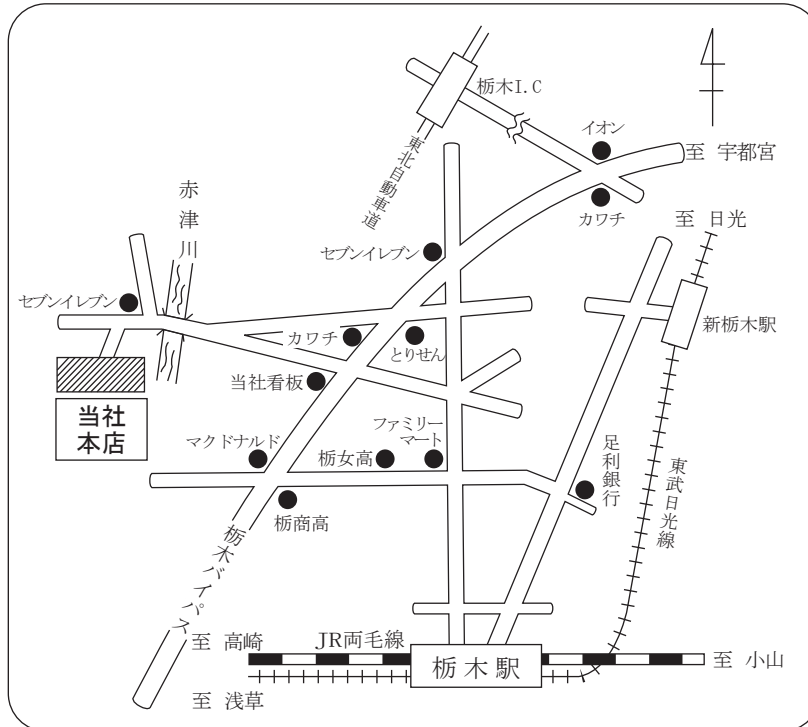 栃木I.C
イオン
至 宇都宮
東北自動車道
カワチ
赤津川
至 日光
セブンイレブン
セブンイレブン
新栃木駅
カワチ
とりせん
当社看板
当社
本店
ファミリー
マート
マクドナルド
栃女高
足利銀行
東武日光線
栃商高
栃木バイパス
至 高崎
JR両毛線
栃木駅
至 小山
至 浅草